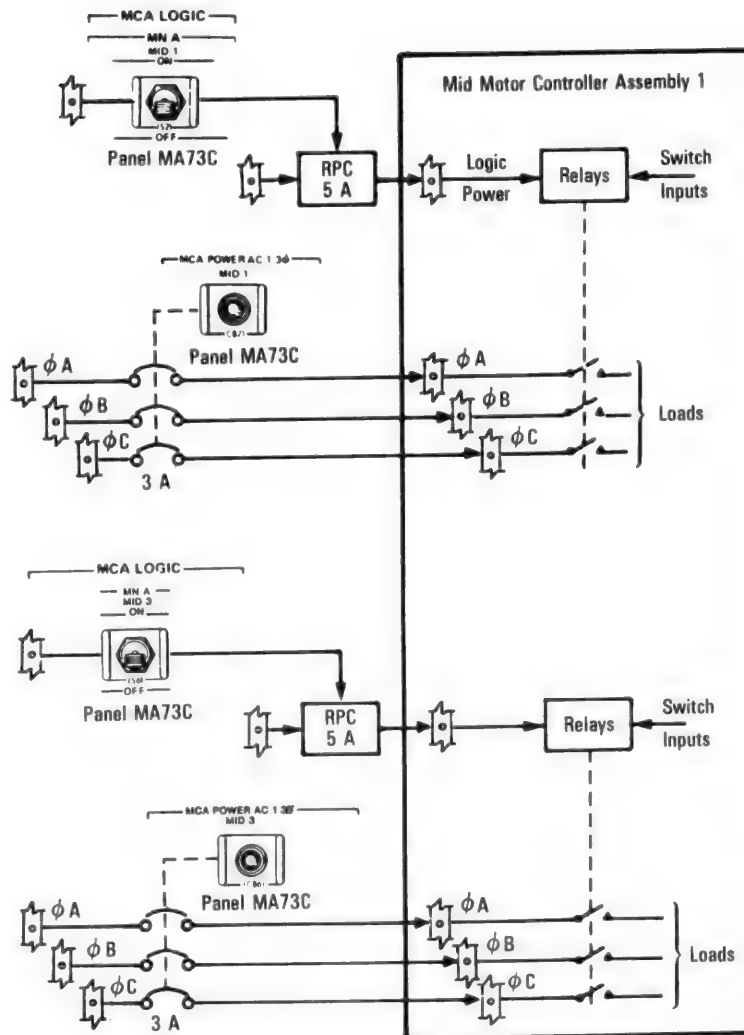 MCA LOGIC
MN A
MID 1
ON
(S2)
OFF
Panel MA73C
Mid Motor Controller Assembly 1
RPC
5 A
Logic
Power
Relays
Switch
Inputs
MCA POWER AC 1 3ϕ
MID 1
Panel MA73C
ϕA
ϕB
ϕC
3 A
ϕA
ϕB
ϕC
Loads
MCA LOGIC
MN A
MID 3
ON
(S6)
OFF
Panel MA73C
RPC
5 A
Relays
Switch
Inputs
MCA POWER AC 1 3ϕ
MID 3
(CB6)
Panel MA73C
ϕA
ϕB
ϕC
3 A
ϕA
ϕB
ϕC
Loads